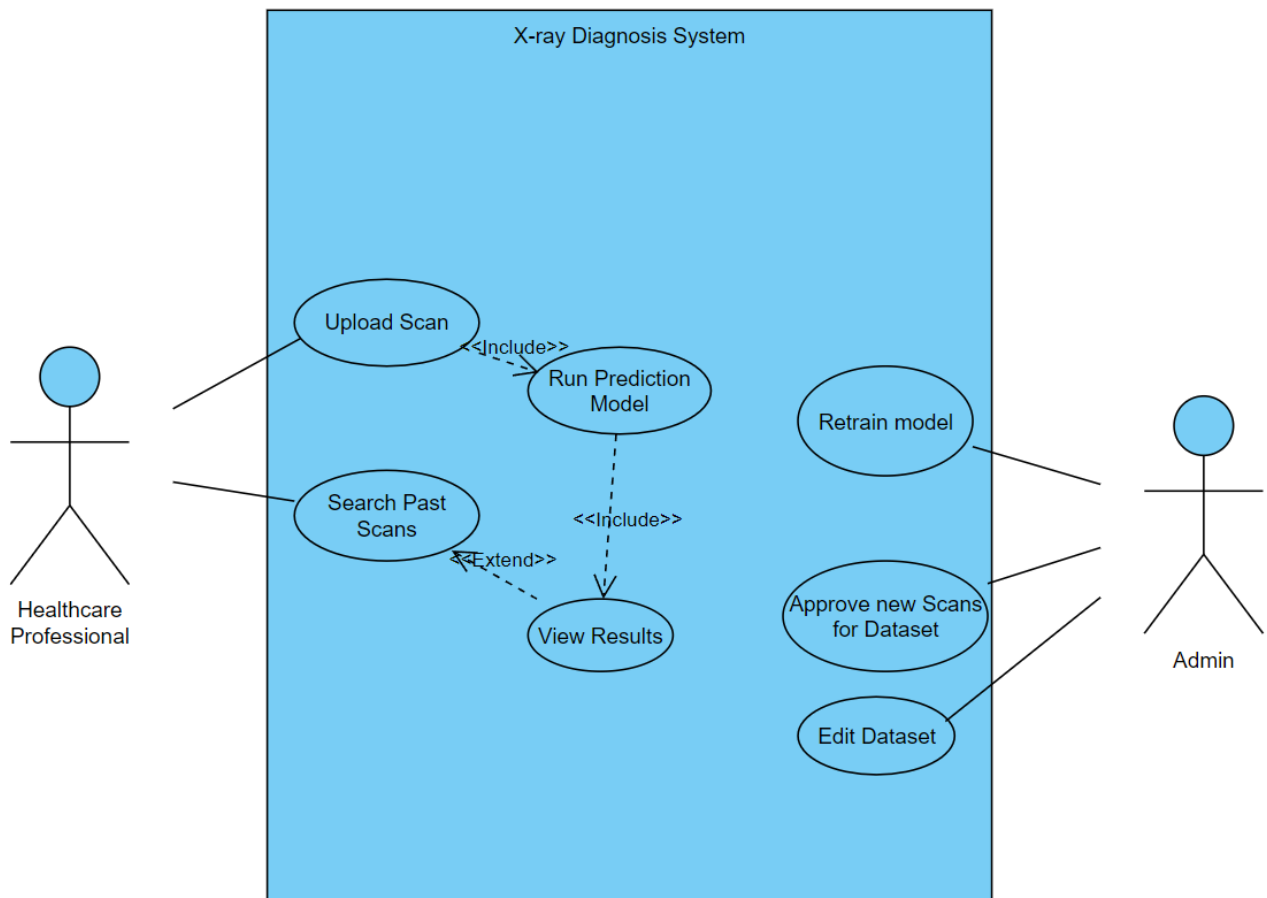 X-ray Diagnosis System
Upload Scan
<<Include>>
Run Prediction
Model
Retrain model
Search Past
Scans
<<Include>>
<<Extend>>
View Results
Approve new Scans
for Dataset
Edit Dataset
Healthcare
Professional
Admin